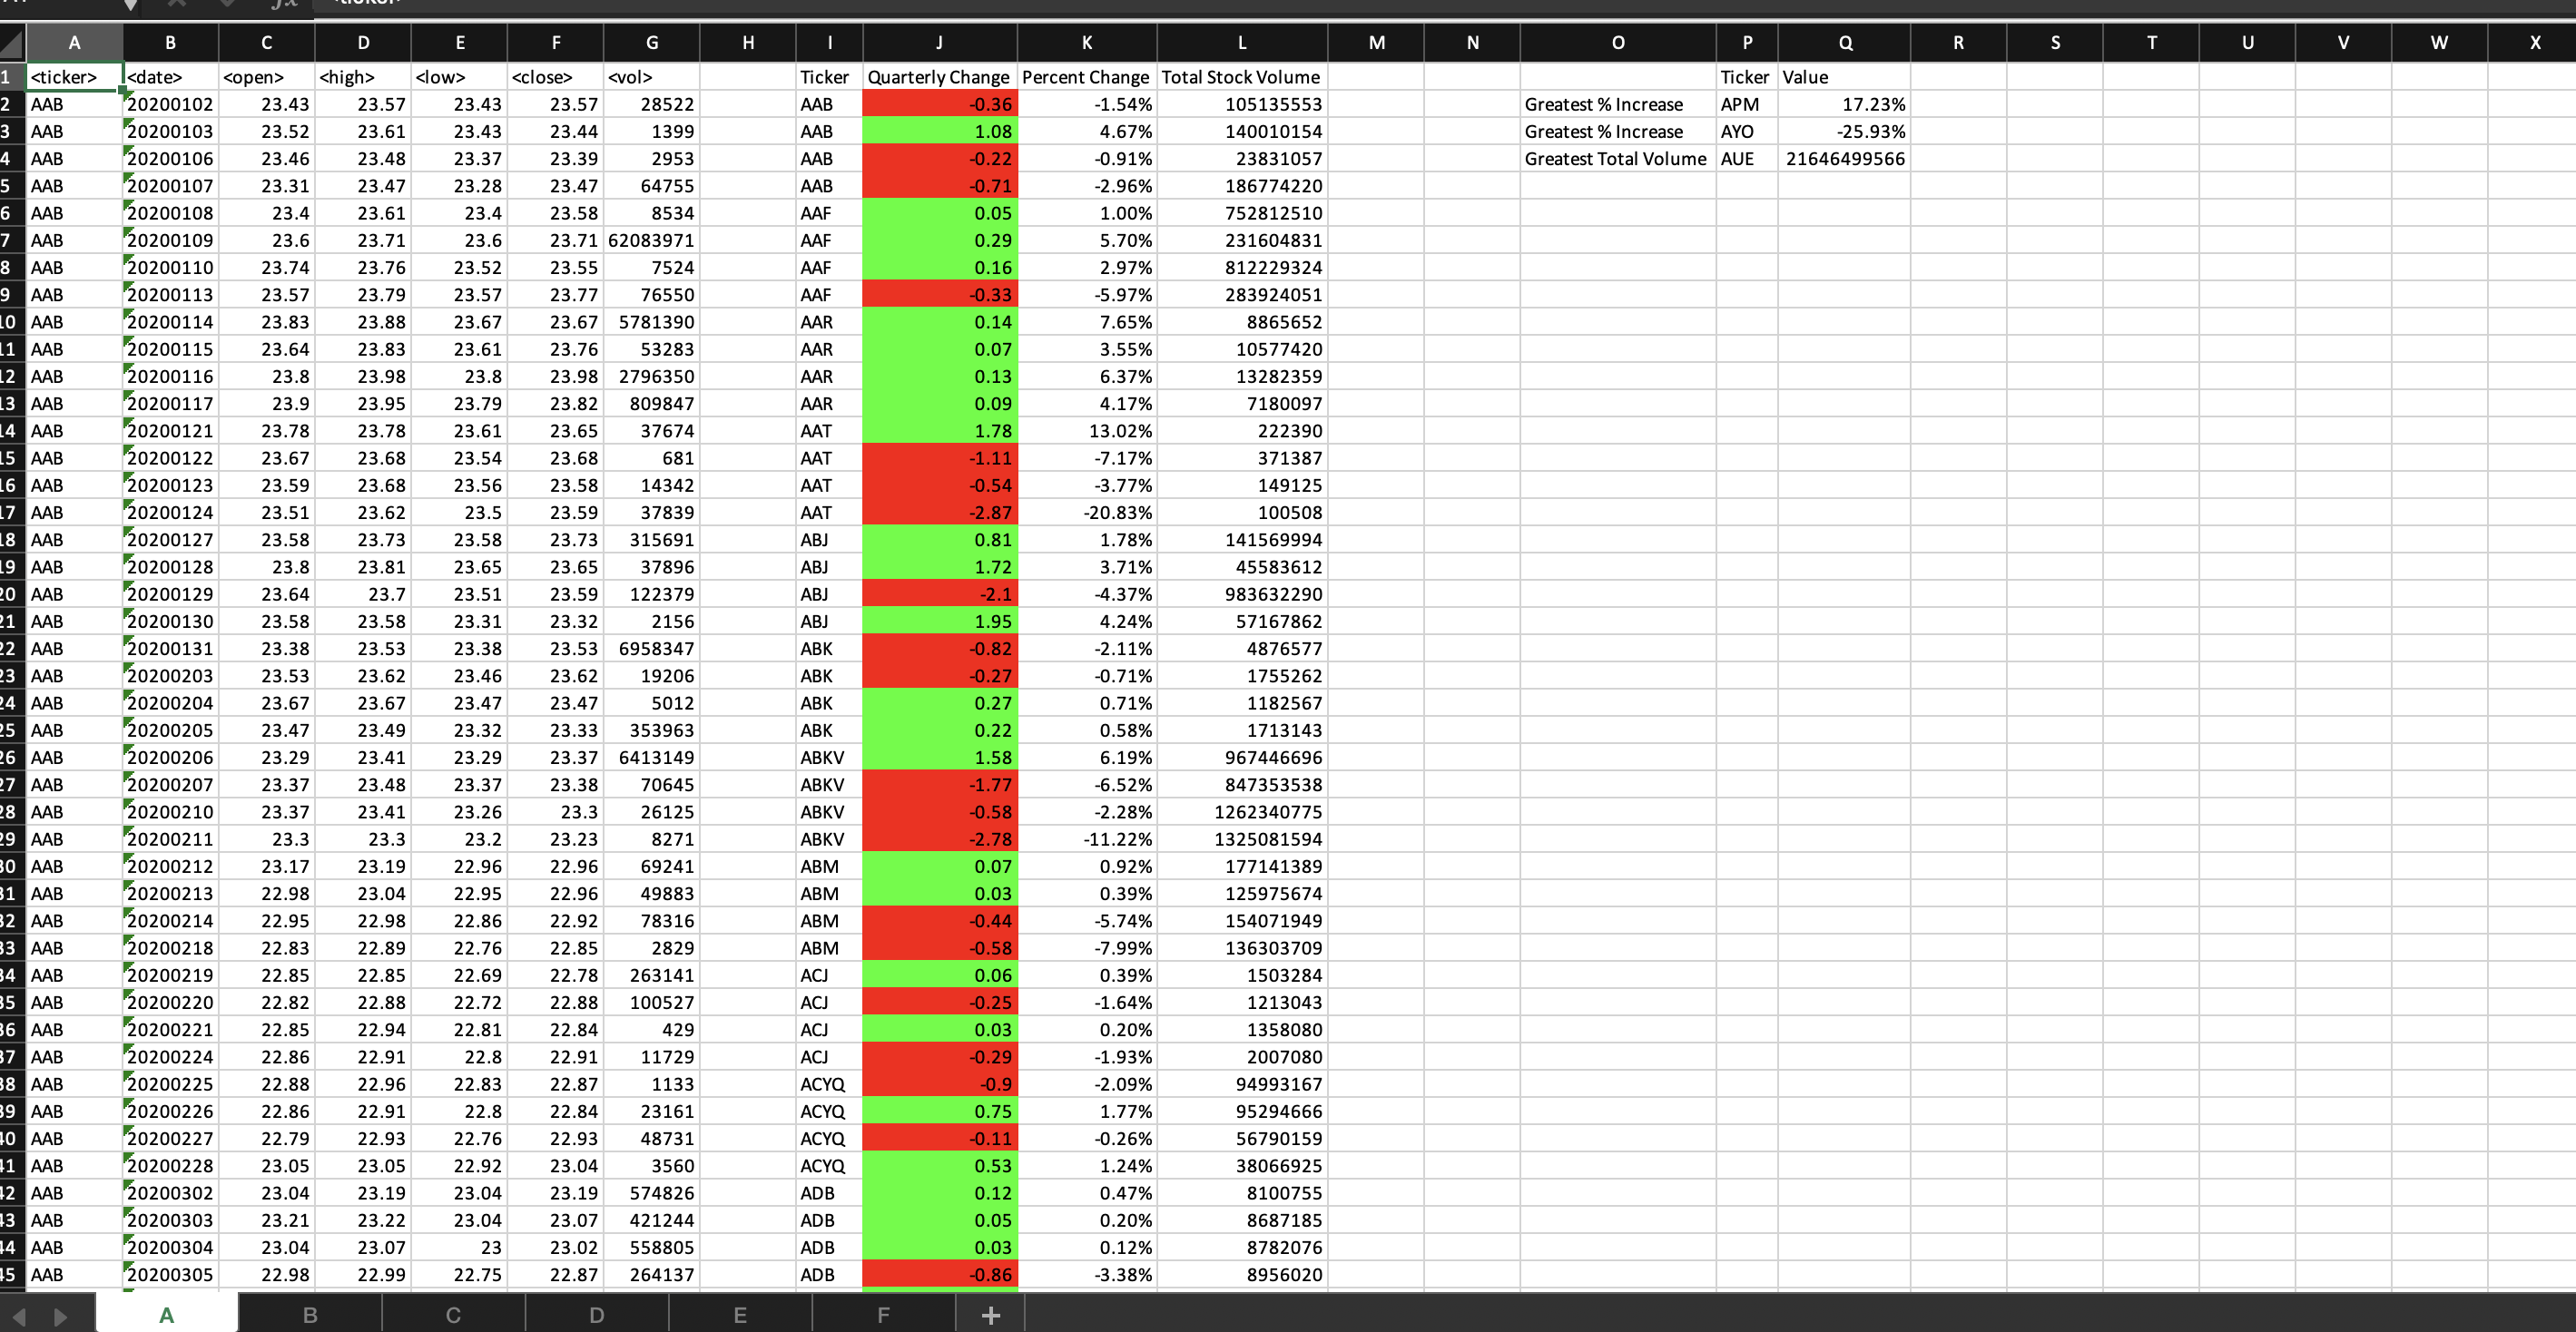 A B C D E F G H I J K L M N O P Q R S T U V W X
1 <ticker> <date> <open> <high> <low> <close> <vol> Ticker Quarterly Change Percent Change Total Stock Volume Ticker Value
2 AAB 20200102 23.43 23.57 23.43 23.57 28522 AAB -0.36 -1.54% 105135553 Greatest % Increase APM 17.23%
3 AAB 20200103 23.52 23.61 23.43 23.44 1399 AAB 1.08 4.67% 140010154 Greatest % Increase AYO -25.93%
4 AAB 20200106 23.46 23.48 23.37 23.39 2953 AAB -0.22 -0.91% 23831057 Greatest Total Volume AUE 21646499566
5 AAB 20200107 23.31 23.47 23.28 23.47 64755 AAB -0.71 -2.96% 186774220
6 AAB 20200108 23.4 23.61 23.4 23.58 8534 AAF 0.05 1.00% 752812510
7 AAB 20200109 23.6 23.71 23.6 23.71 62083971 AAF 0.29 5.70% 231604831
8 AAB 20200110 23.74 23.76 23.52 23.55 7524 AAF 0.16 2.97% 812229324
9 AAB 20200113 23.57 23.79 23.57 23.77 76550 AAF -0.33 -5.97% 283924051
10 AAB 20200114 23.83 23.88 23.67 23.67 5781390 AAR 0.14 7.65% 8865652
11 AAB 20200115 23.64 23.83 23.61 23.76 53283 AAR 0.07 3.55% 10577420
12 AAB 20200116 23.8 23.98 23.8 23.98 2796350 AAR 0.13 6.37% 13282359
13 AAB 20200117 23.9 23.95 23.79 23.82 809847 AAR 0.09 4.17% 7180097
14 AAB 20200121 23.78 23.78 23.61 23.65 37674 AAT 1.78 13.02% 222390
15 AAB 20200122 23.67 23.68 23.54 23.68 681 AAT -1.11 -7.17% 371387
16 AAB 20200123 23.59 23.68 23.56 23.58 14342 AAT -0.54 -3.77% 149125
17 AAB 20200124 23.51 23.62 23.5 23.59 37839 AAT -2.87 -20.83% 100508
18 AAB 20200127 23.58 23.73 23.58 23.73 315691 ABJ 0.81 1.78% 141569994
19 AAB 20200128 23.8 23.81 23.65 23.65 37896 ABJ 1.72 3.71% 45583612
20 AAB 20200129 23.64 23.7 23.51 23.59 122379 ABJ -2.1 -4.37% 983632290
21 AAB 20200130 23.58 23.58 23.31 23.32 2156 ABJ 1.95 4.24% 57167862
22 AAB 20200131 23.38 23.53 23.38 23.53 6958347 ABK -0.82 -2.11% 4876577
23 AAB 20200203 23.53 23.62 23.46 23.62 19206 ABK -0.27 -0.71% 1755262
24 AAB 20200204 23.67 23.67 23.47 23.47 5012 ABK 0.27 0.71% 1182567
25 AAB 20200205 23.47 23.49 23.32 23.33 353963 ABK 0.22 0.58% 1713143
26 AAB 20200206 23.29 23.41 23.29 23.37 6413149 ABKV 1.58 6.19% 967446696
27 AAB 20200207 23.37 23.48 23.37 23.38 70645 ABKV -1.77 -6.52% 847353538
28 AAB 20200210 23.37 23.41 23.26 23.3 26125 ABKV -0.58 -2.28% 1262340775
29 AAB 20200211 23.3 23.3 23.2 23.23 8271 ABKV -2.78 -11.22% 1325081594
30 AAB 20200212 23.17 23.19 22.96 22.96 69241 ABM 0.07 0.92% 177141389
31 AAB 20200213 22.98 23.04 22.95 22.96 49883 ABM 0.03 0.39% 125975674
32 AAB 20200214 22.95 22.98 22.86 22.92 78316 ABM -0.44 -5.74% 154071949
33 AAB 20200218 22.83 22.89 22.76 22.85 2829 ABM -0.58 -7.99% 136303709
34 AAB 20200219 22.85 22.85 22.69 22.78 263141 ACJ 0.06 0.39% 1503284
35 AAB 20200220 22.82 22.88 22.72 22.88 100527 ACJ -0.25 -1.64% 1213043
36 AAB 20200221 22.85 22.94 22.81 22.84 429 ACJ 0.03 0.20% 1358080
37 AAB 20200224 22.86 22.91 22.8 22.91 11729 ACJ -0.29 -1.93% 2007080
38 AAB 20200225 22.88 22.96 22.83 22.87 1133 ACYQ -0.9 -2.09% 94993167
39 AAB 20200226 22.86 22.91 22.8 22.84 23161 ACYQ 0.75 1.77% 95294666
40 AAB 20200227 22.79 22.93 22.76 22.93 48731 ACYQ -0.11 -0.26% 56790159
41 AAB 20200228 23.05 23.05 22.92 23.04 3560 ACYQ 0.53 1.24% 38066925
42 AAB 20200302 23.04 23.19 23.04 23.19 574826 ADB 0.12 0.47% 8100755
43 AAB 20200303 23.21 23.22 23.04 23.07 421244 ADB 0.05 0.20% 8687185
44 AAB 20200304 23.04 23.07 23 23.02 558805 ADB 0.03 0.12% 8782076
45 AAB 20200305 22.98 22.99 22.75 22.87 264137 ADB -0.86 -3.38% 8956020
A B C D E F +